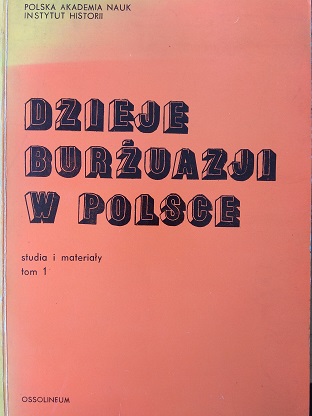 POLSKA AKADEMIA NAUK
INSTYTUT HISTORII
DZIEJE
BURŻUAZJI
W POLSCE
studia i materiały
tom 1
OSSOLINEUM